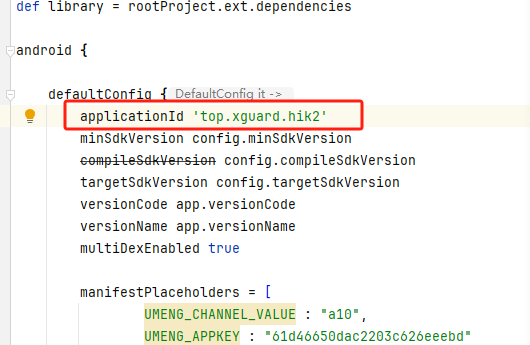 def library = rootProject.ext.dependencies
android {
defaultConfig { DefaultConfig it ->
applicationId 'top.xguard.hik2'
minSdkVersion config.minSdkVersion
compileSdkVersion config.compileSdkVersion
targetSdkVersion config.targetSdkVersion
versionCode app.versionCode
versionName app.versionName
multiDexEnabled true
manifestPlaceholders = [
UMENG_CHANNEL_VALUE : "a10",
UMENG_APPKEY : "61d46650dac2203c626eeebd"